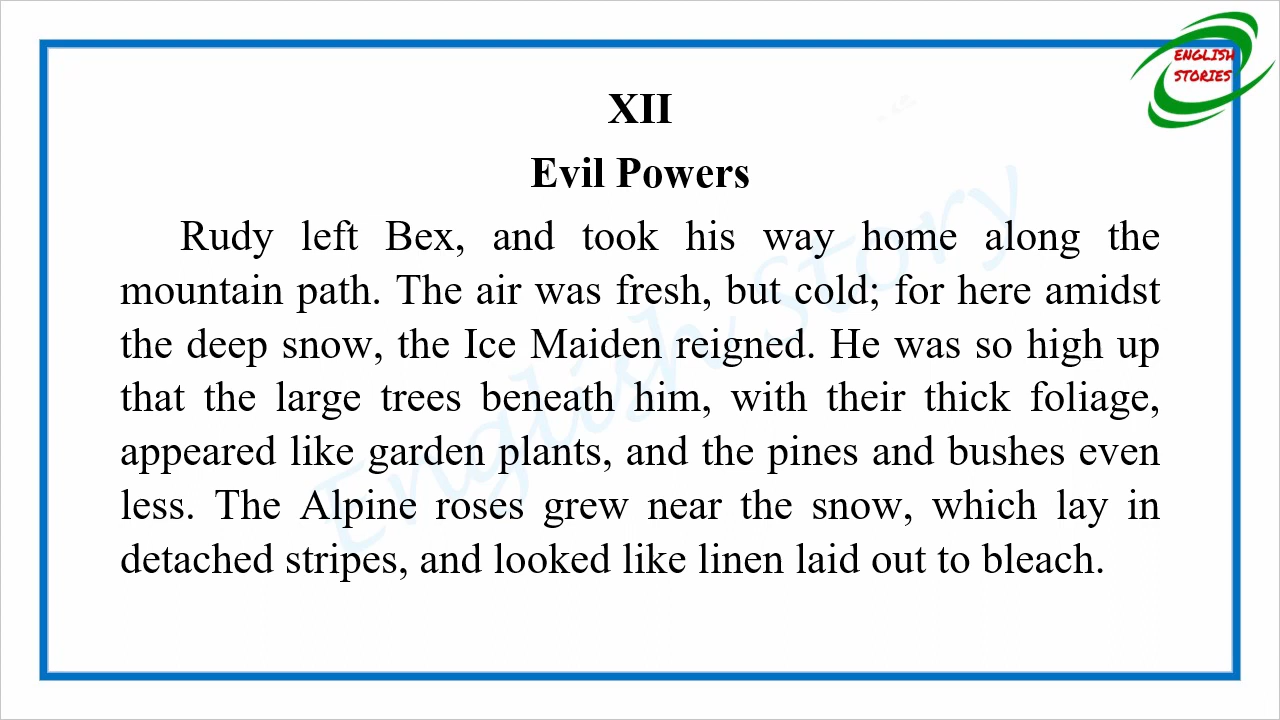 ENGLISH
STORIES
XII
Evil Powers
Rudy left Bex, and took his way home along the
mountain path. The air was fresh, but cold; for here amidst
the deep snow, the Ice Maiden reigned. He was so high up
that the large trees beneath him, with their thick foliage,
appeared like garden plants, and the pines and bushes even
less. The Alpine roses grew near the snow, which lay in
detached stripes, and looked like linen laid out to bleach.
English Story